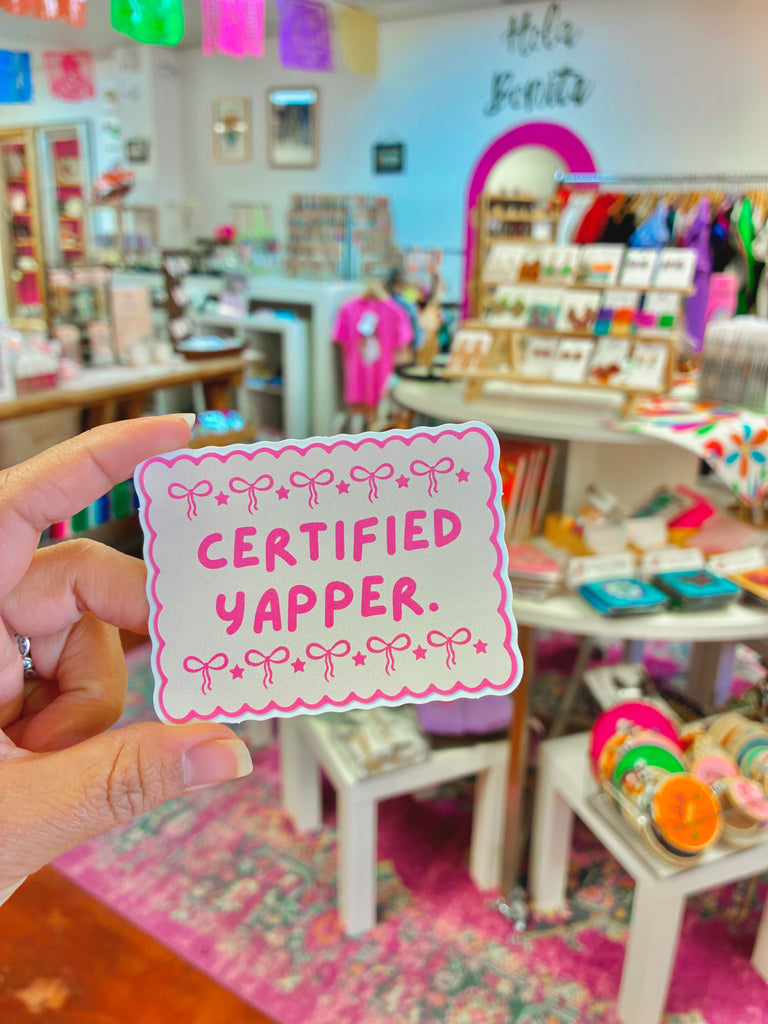 Hola
Bonita
CERTIFIED
YAPPER.